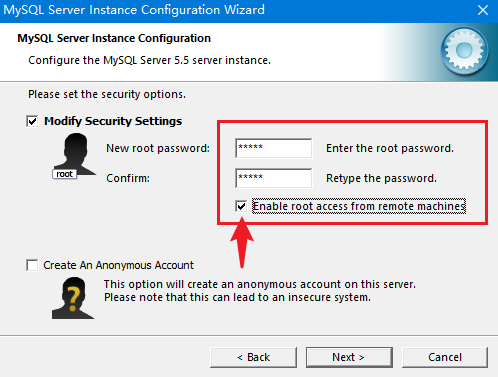 MySQL Server Instance Configuration Wizard
MySQL Server Instance Configuration
Configure the MySQL Server 5.5 server instance.
Please set the security options.
Modify Security Settings
New root password: ***** Enter the root password.
root
Confirm: ***** Retype the password.
Enable root access from remote machines
Create An Anonymous Account
This option will create an anonymous account on this server.
Please note that this can lead to an insecure system.
?
< Back Next > Cancel